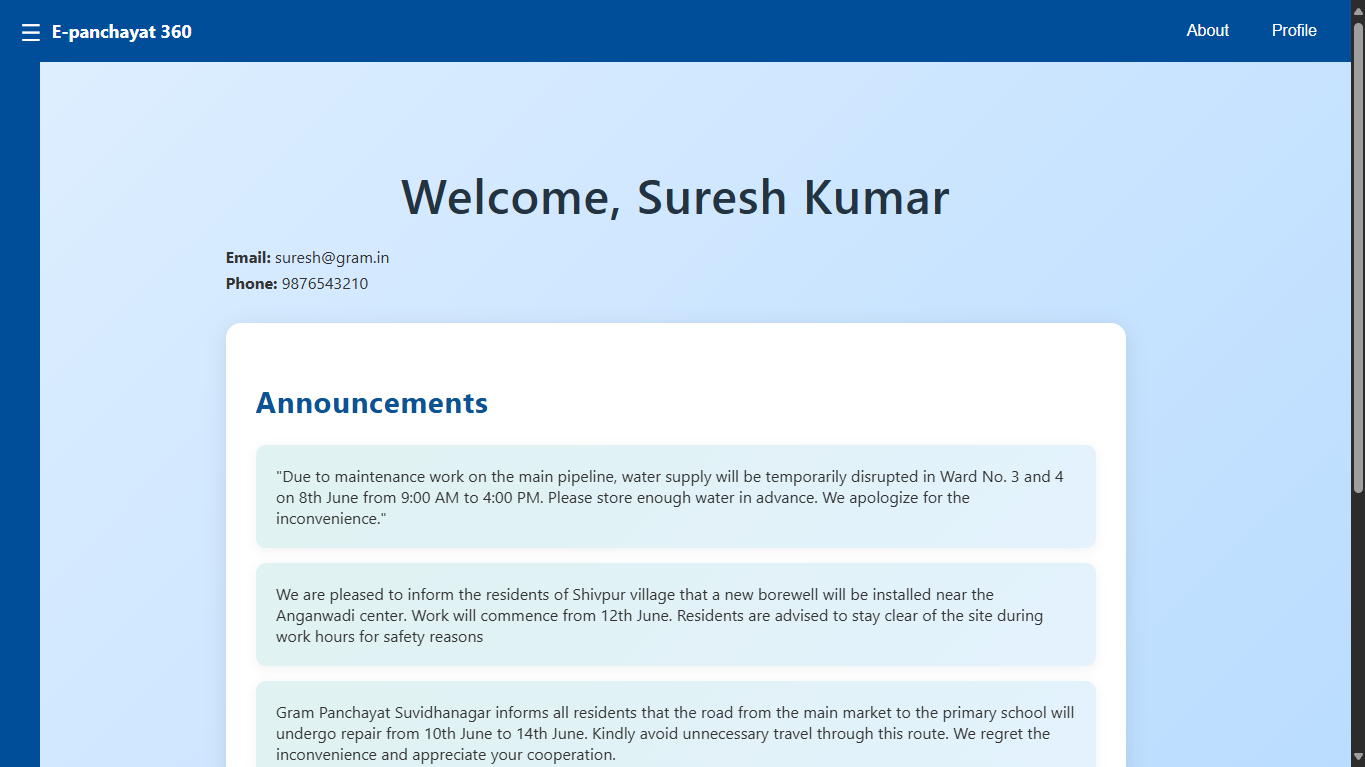 E-panchayat 360
About
Profile
Welcome, Suresh Kumar
Email: suresh@gram.in
Phone: 9876543210
Announcements
"Due to maintenance work on the main pipeline, water supply will be temporarily disrupted in Ward No. 3 and 4
on 8th June from 9:00 AM to 4:00 PM. Please store enough water in advance. We apologize for the
inconvenience."
We are pleased to inform the residents of Shivpur village that a new borewell will be installed near the
Anganwadi center. Work will commence from 12th June. Residents are advised to stay clear of the site during
work hours for safety reasons
Gram Panchayat Suvidhanagar informs all residents that the road from the main market to the primary school will
undergo repair from 10th June to 14th June. Kindly avoid unnecessary travel through this route. We regret the
inconvenience and appreciate your cooperation.